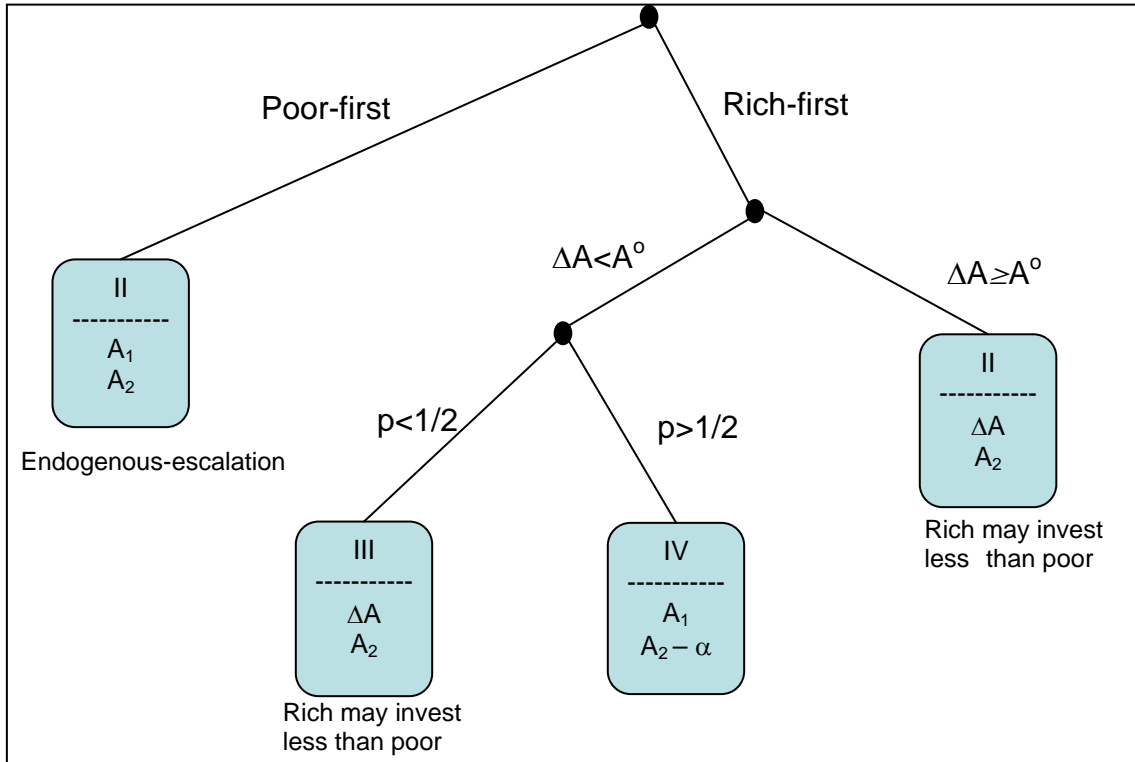 Poor-first
Rich-first
ΔA<A°
ΔA≥A°
II
-----------
A₁
A₂
Endogenous-escalation
p<1/2
p>1/2
II
-----------
ΔA
A₂
Rich may invest
less than poor
III
-----------
ΔA
A₂
Rich may invest
less than poor
IV
-----------
A₁
A₂ – α